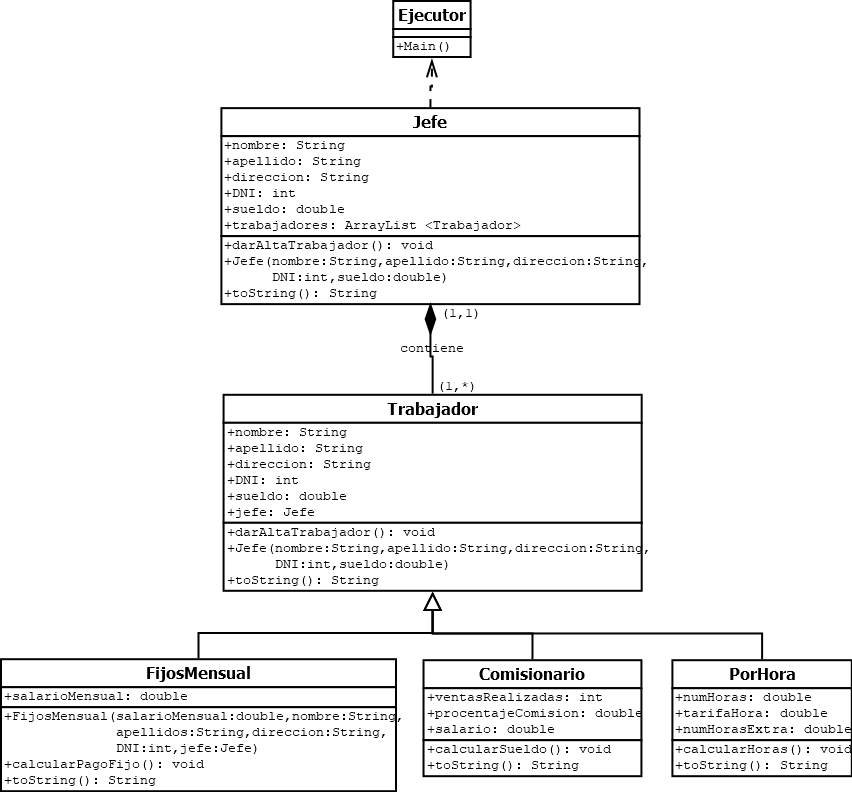 Ejecutor
+Main()
Jefe
+nombre: String
+apellido: String
+direccion: String
+DNI: int
+sueldo: double
+trabajadores: ArrayList <Trabajador>
+darAltaTrabajador(): void
+Jefe(nombre:String,apellido:String,direccion:String,
DNI:int,sueldo:double)
+toString(): String
(1,1)
contiene
(1,*)
Trabajador
+nombre: String
+apellido: String
+direccion: String
+DNI: int
+sueldo: double
+jefe: Jefe
+darAltaTrabajador(): void
+Jefe(nombre:String,apellido:String,direccion:String,
DNI:int,sueldo:double)
+toString(): String
FijosMensual
+salarioMensual: double
+FijosMensual(salarioMensual:double,nombre:String,
apellidos:String,direccion:String,
DNI:int,jefe:Jefe)
+calcularPagoFijo(): void
+toString(): String
Comisionario
+ventasRealizadas: int
+procentajeComision: double
+salario: double
+calcularSueldo(): void
+toString(): String
PorHora
+numHoras: double
+tarifaHora: double
+numHorasExtra: double
+calcularHoras(): void
+toString(): String